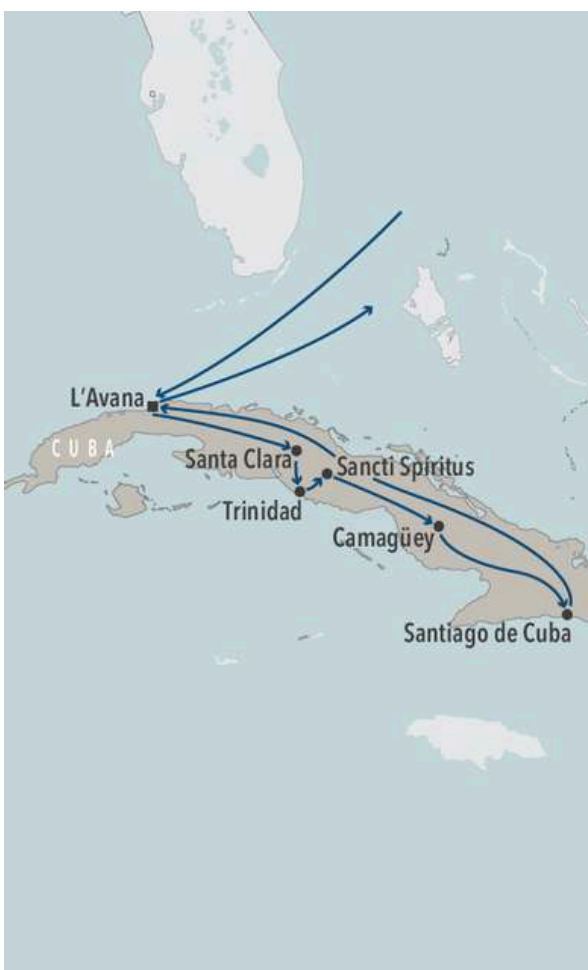 L'Avana
CUBA
Santa Clara
Sancti Spiritus
Trinidad
Camagüey
Santiago de Cuba